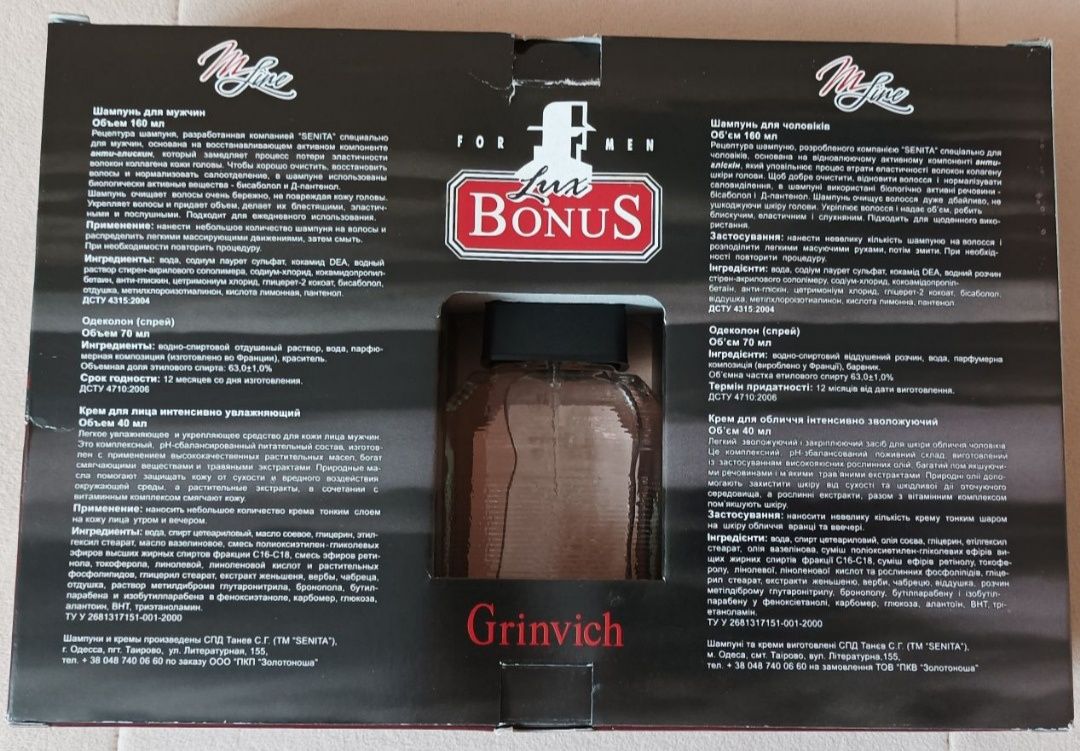 M Line
Шампунь для мужчин
Объем 160 мл
Рецептура шампуня, разработанная компанией "SENITA" специально
для мужчин, основана на восстанавливающем активном компоненте
анти-глискин, который замедляет процесс потери эластичности
волокон коллагена кожи головы. Чтобы хорошо очистить, восстановить
волосы и нормализовать салоотделение, в шампуне использованы
биологически активные вещества - бисаболол и Д-пантенол.
Шампунь очищает волосы очень бережно, не повреждая кожу головы.
Укрепляет волосы и придает объем, делает их блестящими, эластич-
ными и послушными. Подходит для ежедневного использования.
Применение: нанести небольшое количество шампуня на волосы и
распределить легкими массирующими движениями, затем смыть.
При необходимости повторить процедуру.
Ингредиенты: вода, содиум лаурет сульфат, кокамид DEA, водный
раствор стирен-акрилового сополимера, содиум-хлорид, кокамидопропил-
бетаин, анти-глискин, цетримониум хлорид, глицерет-2 кокоат, бисаболол,
отдушка, метилхлороизотиалинон, кислота лимонная, пантенол.
ДСТУ 4315:2004
Одеколон (спрей)
Объем 70 мл
Ингредиенты: водно-спиртовой отдушеный раствор, вода, парфю-
мерная композиция (изготовлено во Франции), краситель.
Объемная доля этилового спирта: 63,0±1,0%
Срок годности: 12 месяцев со дня изготовления.
ДСТУ 4710:2006
Крем для лица интенсивно увлажняющий
Объем 40 мл
Легкое увлажняющее и укрепляющее средство для кожи лица мужчин.
Это комплексный, pH-сбалансированный питательный состав, изготов-
лен с применением высококачественных растительных масел, богат
смягчающими веществами и травяными экстрактами Природные ма-
сла помогают защищать кожу от сухости и вредного воздействия
окружающей среды, а растительные экстракты, в сочетании с
витаминным комплексом смягчают кожу.
Применение: наносить небольшое количество крема тонким слоем
на кожу лица утром и вечером.
Ингредиенты: вода, спирт цетеариловый, масло соевое, глицерин, этил-
гексил стеарат, масло вазелиновое, смесь полиоксиэтилен-гликолевых
эфиров высших жирных спиртов фракции С16-С18, смесь эфиров рети-
нола, токоферола, линолевой, линоленовой кислот и растительных
фосфолипидов, глицерил стеарат, экстракт женьшеня, вербы, чабреца,
отдушка, раствор метилдиброма глутаронитрила, бронопола, бутил-
парабена и изобутилпарабена в феноксиэтаноле, карбомер, глюкоза,
алантоин, ВНТ, триэтаноламин.
ТУ У 2681317151-001-2000
Шампуни и кремы произведены СПД Танев С.Г. (ТМ "SENITA"),
г. Одесса, пгт. Таирово, ул. Литературная, 155,
тел. + 38 048 740 06 60 по заказу ООО "ПКП "Золотоноша"
FOR MEN
Lux
BONUS
Grinvich
M Line
Шампунь для чоловіків
Об'єм 160 мл
Рецептура шампуню, розробленого компанією "SENITA" спеціально для
чоловіків, основана на відновлюючому активному компоненті анти-
гліскін, який уповільнює процес втрати еластичності волокон колагену
шкіри голови. Щоб добре очистити, відновити волосся і нормалізувати
саловиділення, в шампуні використані біологічно активні речовини -
бісаболол і Д-пантенол. Шампунь очищує волосся дуже дбайливо, не
ушкоджуючи шкіру голови. Укріплює волосся і надає об'єм, робить
блискучим, еластичним і слухняним. Підходить для щоденного вико-
ристання.
Застосування: нанести невелику кількість шампуню на волосся і
розподілити легкими масуючими рухами, потім змити. При необхід-
ності повторити процедуру.
Інгредієнти: вода, содіум лаурет сульфат, кокамід DEA, водний розчин
стірен-акрилового сополімеру, содіум-хлорид, кокоамідопропіл-
бетаїн, анти-гліскін, цетримоніум хлорид, гліцерет-2 кокоат, бісаболол,
віддушка, метілхлороізотиалинон, кислота лимонна, пантенол
ДСТУ 4315:2004
Одеколон (спрей)
Об'єм 70 мл
Інгредієнти: водно-спиртовий віддушений розчин, вода, парфумерна
композиція (вироблено у Франції), барвник.
Об'ємна частка етилового спирту 63,0±1,0%
Термін придатності: 12 місяців від дати виготовлення.
ДСТУ 4710:2006
Крем для обличчя інтенсивно зволожуючий
Об'єм 40 мл
Легкий зволожуючий і закріплюючий засіб для шкіри обличчя чоловіків
Це комплексний, pH-збалансований поживний склад, виготовлений
із застосуванням високоякісних рослинних олій, багатий пом'якшуючи-
ми речовинами і м'якими трав'яними екстрактами. Природні олії допо-
могають захистити шкіру від сухості та шкідливої дії оточуючого
середовища, а рослинні екстракти, разом з вітамінним комплексом
пом'якшують шкіру.
Застосування: наносити невелику кількість крему тонким шаром
на шкіру обличчя вранці та ввечері.
Інгредієнти: вода, спирт цетеариловий, олія соєва, гліцерин, етілгексил
стеарат, олія вазелінова, суміш поліоксиетилен-гліколевих ефірів ви-
щих жирних спиртів фракції С16-С18, суміш ефірів ретінолу, токофе-
ролу, лінолевої, ліноленової кислот та рослинних фосфоліпідів, гліце-
рил стеарат, екстракти женьшеню, верби, чабрецю, віддушка, розчин
метілдіброму глутаронітрилу, бронополу, бутілпарабену і ізобутіл-
парабену у феноксіетанолі, карбомер, глюкоза, алантоїн, ВНТ, трі-
етаноламін.
ТУ У 2681317151-001-2000
Шампуні та креми виготовлені СПД Танєв С.Г. (ТМ "SENITA"),
м. Одеса, смт. Таїрово, вул. Літературна,155,
тел. + 38 048 740 06 60 на замовлення ТОВ "ПКВ "Золотоноша"